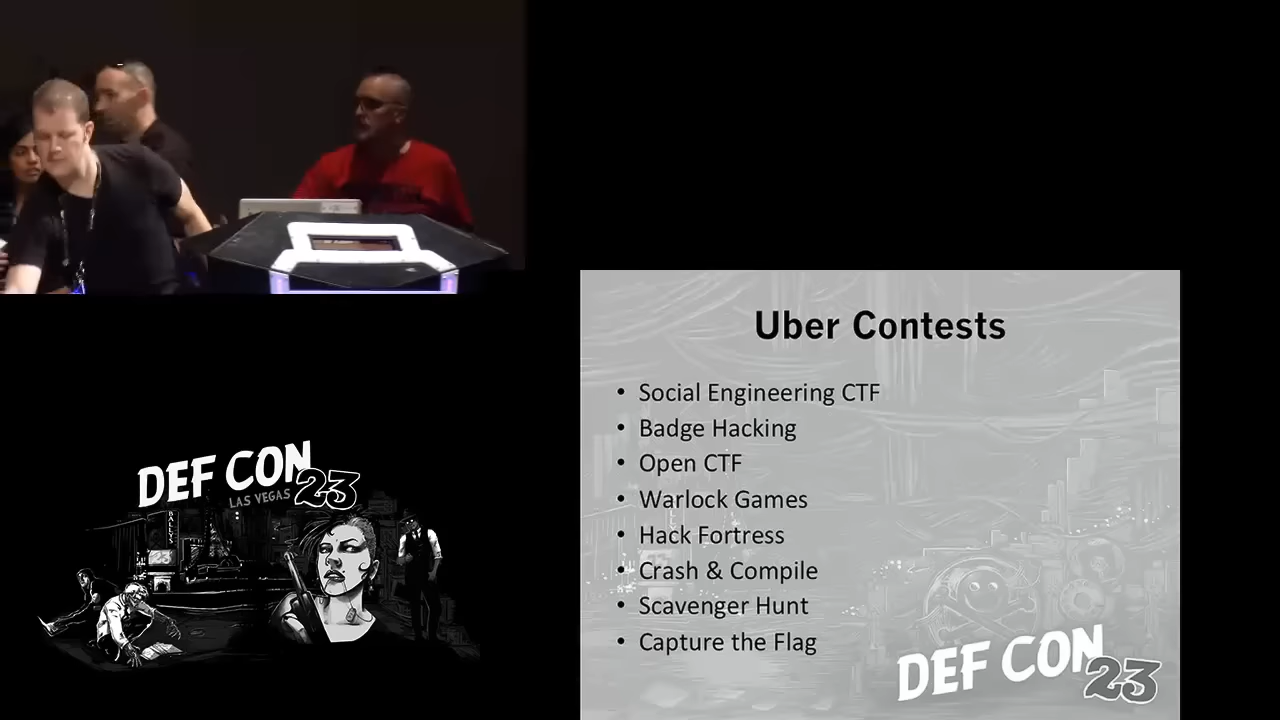 Uber Contests
• Social Engineering CTF
• Badge Hacking
• Open CTF
• Warlock Games
• Hack Fortress
• Crash & Compile
• Scavenger Hunt
• Capture the Flag
DEF CON 23
DEF CON
LAS VEGAS 23
BALLYS